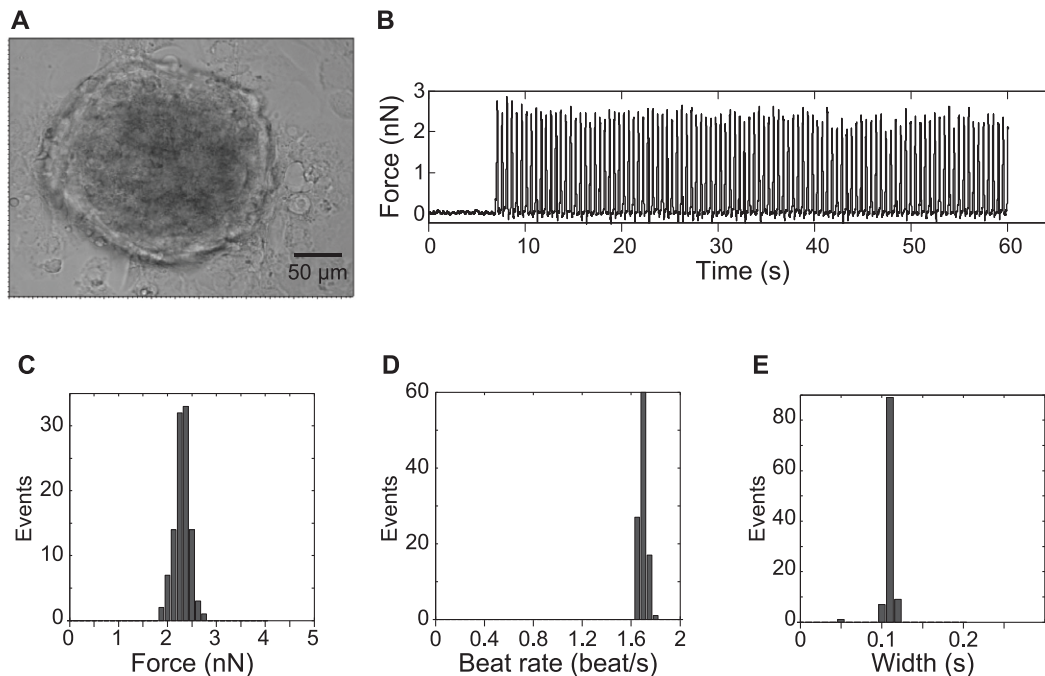 A
50 µm
B
Force (nN)
3
2
1
0
0 10 20 30 40 50 60
Time (s)
C
Events
30
20
10
0
0 1 2 3 4 5
Force (nN)
D
Events
60
40
20
0
0 0.4 0.8 1.2 1.6 2
Beat rate (beat/s)
E
Events
80
60
40
20
0
0 0.1 0.2
Width (s)